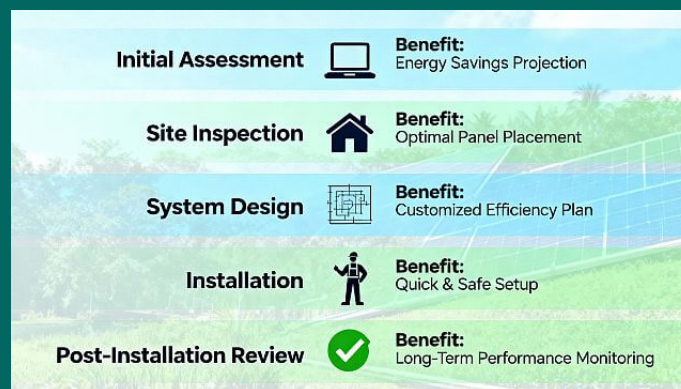 Initial Assessment
Benefit:
Energy Savings Projection
Site Inspection
Benefit:
Optimal Panel Placement
System Design
Benefit:
Customized Efficiency Plan
Installation
Benefit:
Quick & Safe Setup
Post-Installation Review
Benefit:
Long-Term Performance Monitoring